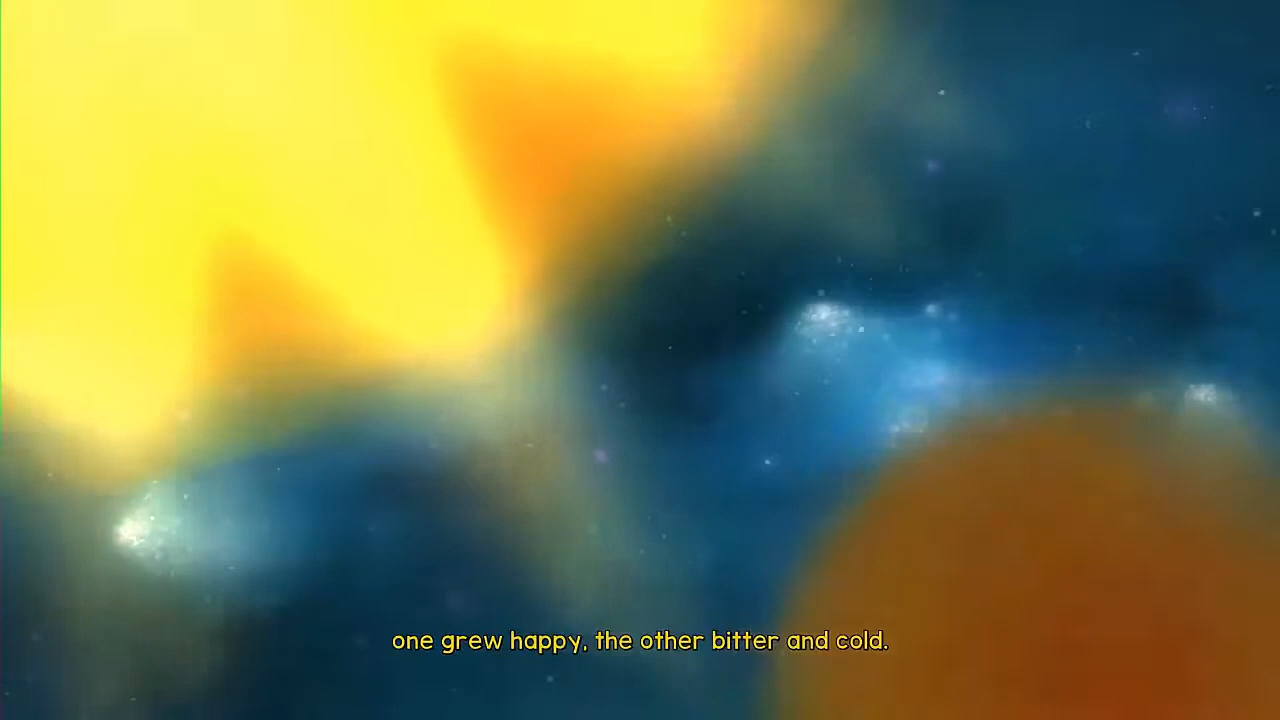 one grew happy, the other bitter and cold.